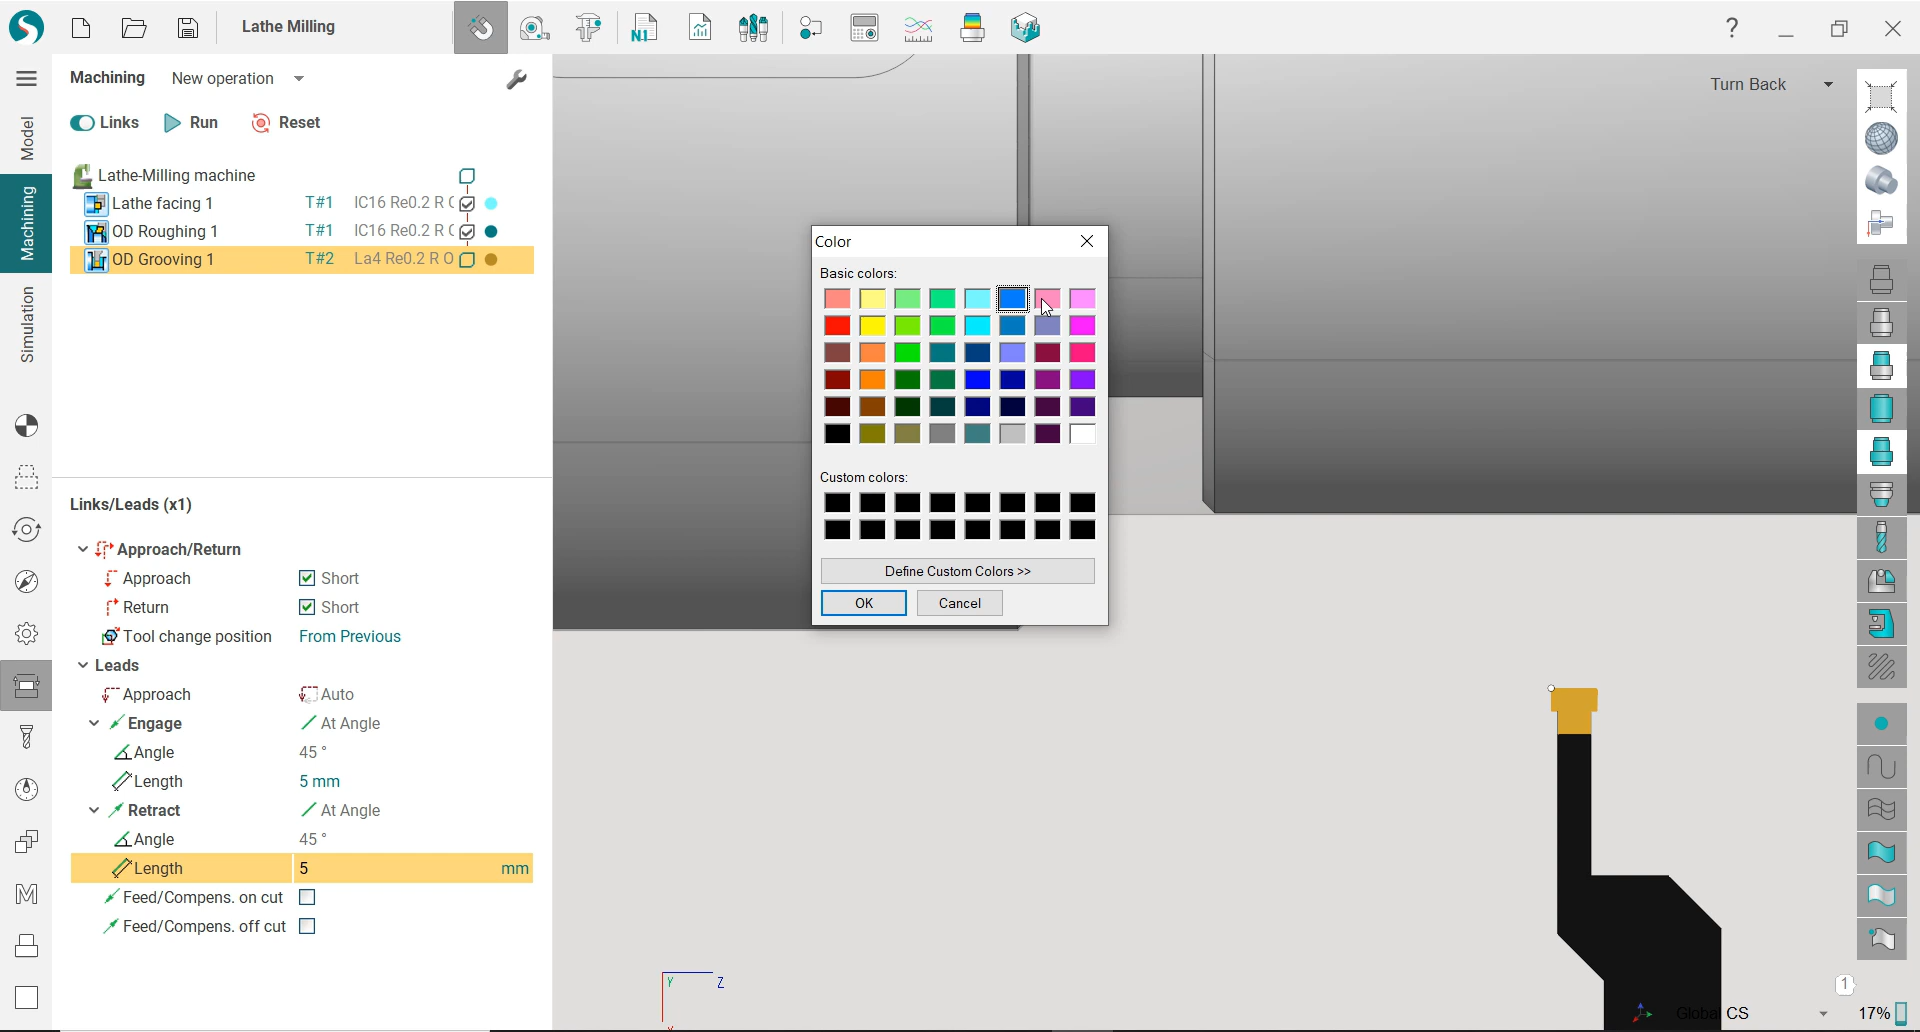 Lathe Milling
N1
Machining New operation
Turn Back
Links Run Reset
Model
Machining
Simulation
Lathe-Milling machine
Lathe facing 1 T#1 IC16 Re0.2 R
OD Roughing 1 T#1 IC16 Re0.2 R
OD Grooving 1 T#2 La4 Re0.2 R O
Color
Basic colors:
Custom colors:
Define Custom Colors >>
OK Cancel
Links/Leads (x1)
Approach/Return
Approach Short
Return Short
Tool change position From Previous
Leads
Approach Auto
Engage At Angle
Angle 45 °
Length 5 mm
Retract At Angle
Angle 45 °
Length 5 mm
Feed/Compens. on cut
Feed/Compens. off cut
Y Z
1
Global CS 17%